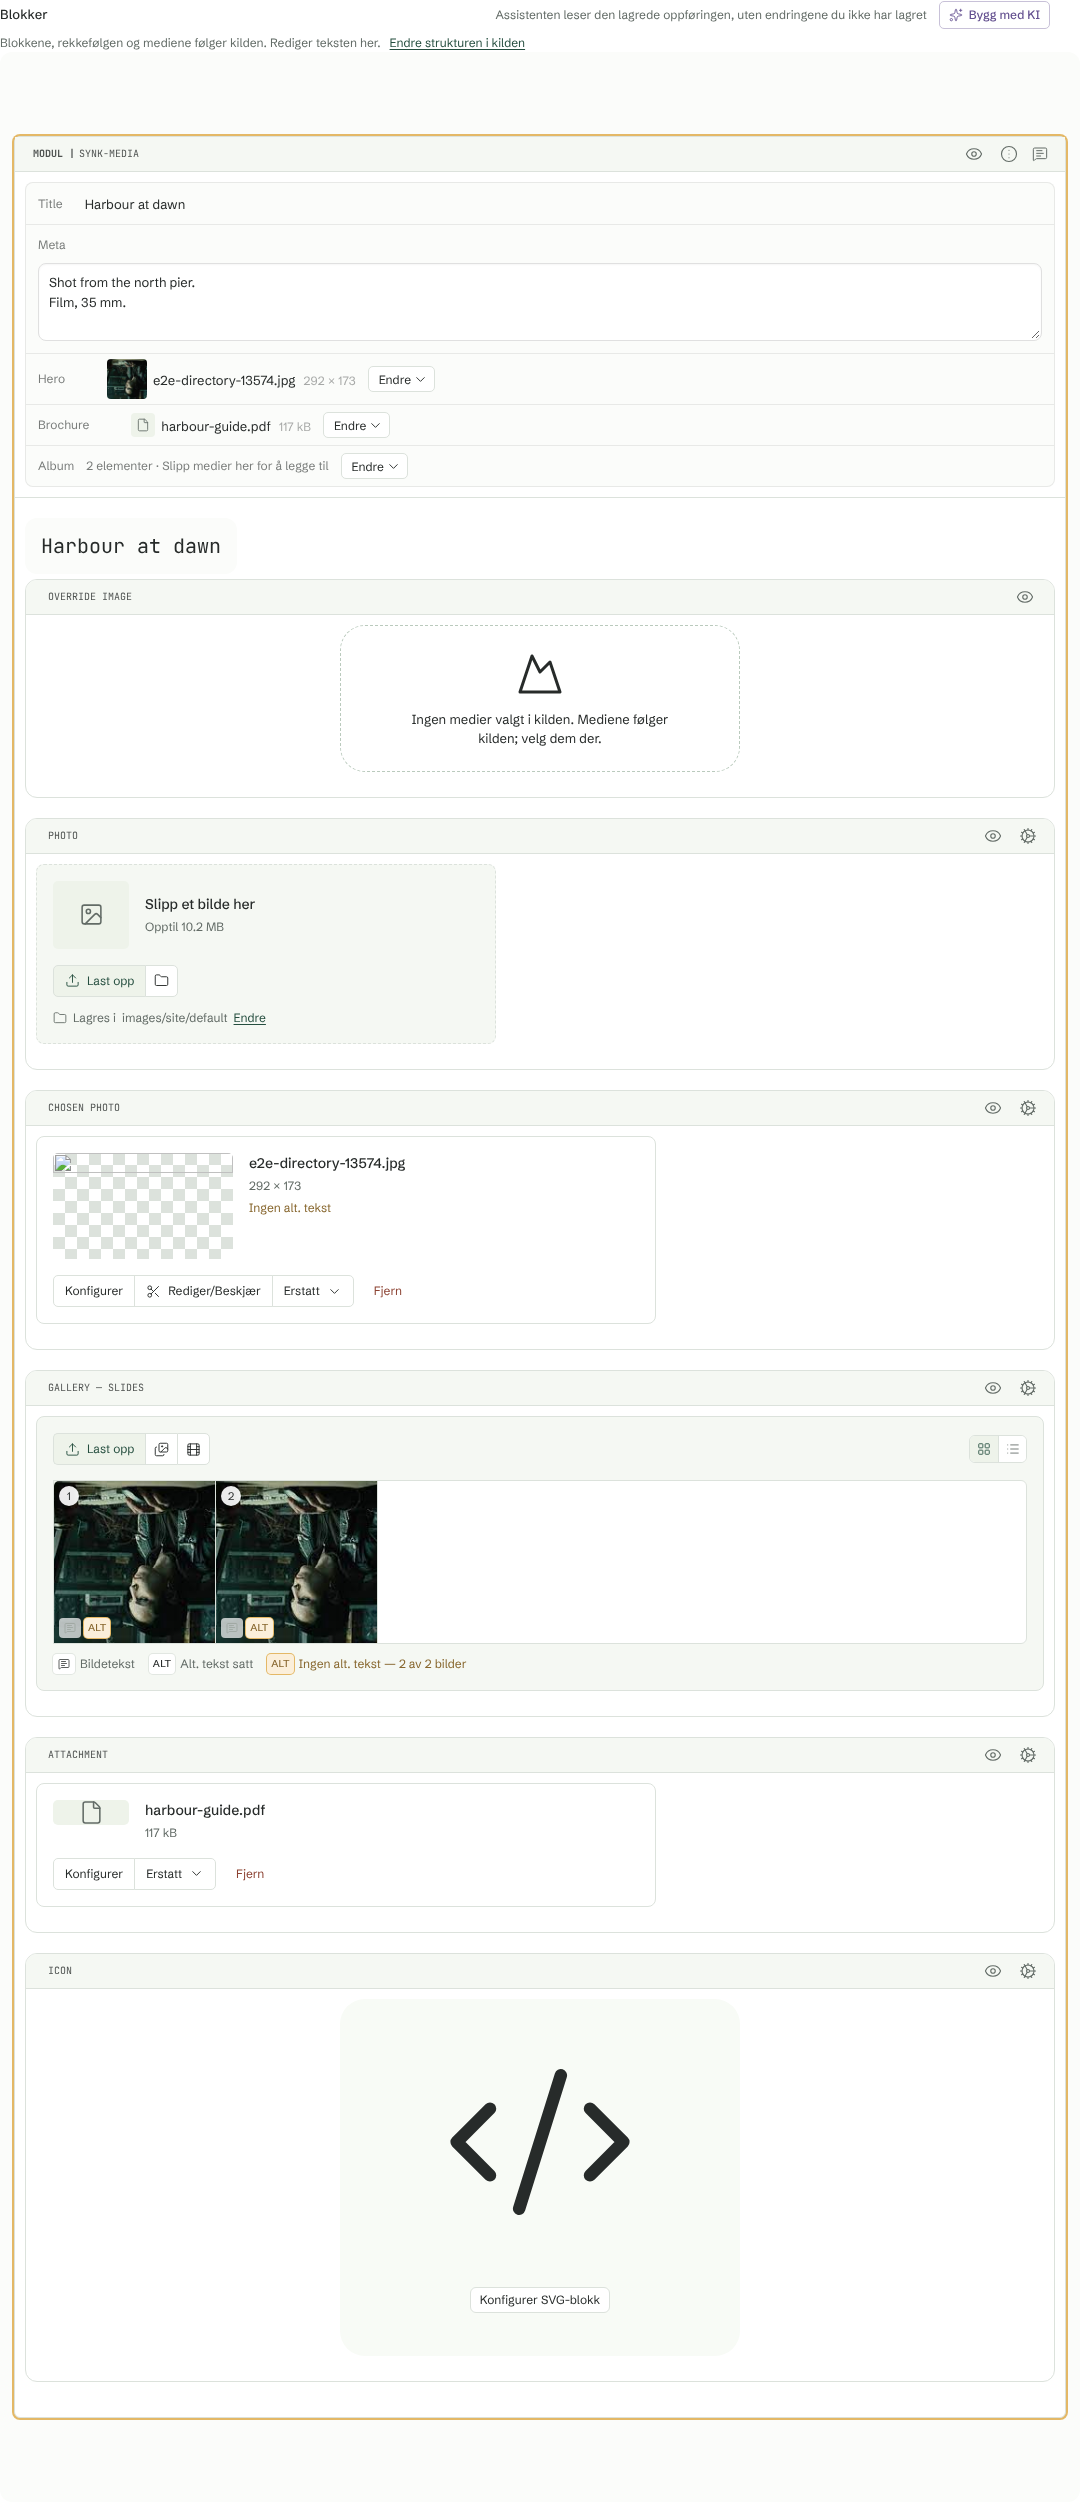 Blokker
Assistenten leser den lagrede oppføringen, uten endringene du ikke har lagret
Bygg med KI
Blokkene, rekkefølgen og mediene følger kilden. Rediger teksten her. Endre strukturen i kilden
MODUL | SYNK-MEDIA
Title Harbour at dawn
Meta
Shot from the north pier.
Film, 35 mm.
Hero e2e-directory-13574.jpg 292 × 173 Endre
Brochure harbour-guide.pdf 117 kB Endre
Album 2 elementer · Slipp medier her for å legge til Endre
Harbour at dawn
OVERRIDE IMAGE
Ingen medier valgt i kilden. Mediene følger
kilden; velg dem der.
PHOTO
Slipp et bilde her
Opptil 10.2 MB
Last opp
Lagres i images/site/default Endre
CHOSEN PHOTO
e2e-directory-13574.jpg
292 × 173
Ingen alt. tekst
Konfigurer Rediger/Beskjær Erstatt Fjern
GALLERY — SLIDES
Last opp
1 2
ALT ALT
Bildetekst ALT Alt. tekst satt ALT Ingen alt. tekst — 2 av 2 bilder
ATTACHMENT
harbour-guide.pdf
117 kB
Konfigurer Erstatt Fjern
ICON
Konfigurer SVG-blokk